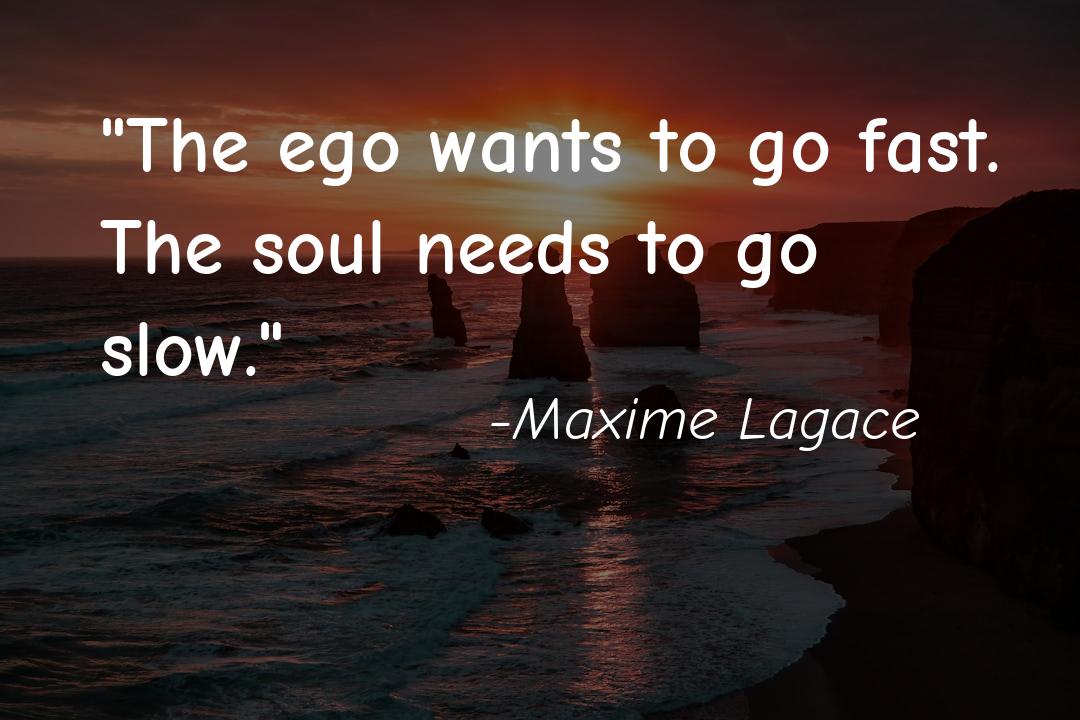 "The ego wants to go fast.
The soul needs to go
slow."
-Maxime Lagace